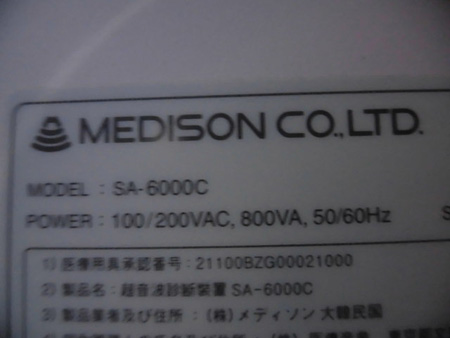 MEDISON CO.,LTD.
MODEL : SA-6000C
POWER : 100/200VAC, 800VA, 50/60Hz S
1) 医療用具承認番号 : 21100BZG00021000
2) 製品名 : 超音波診断装置 SA-6000C
3) 製品業者及び住所 : (株) メディソン 大韓民国